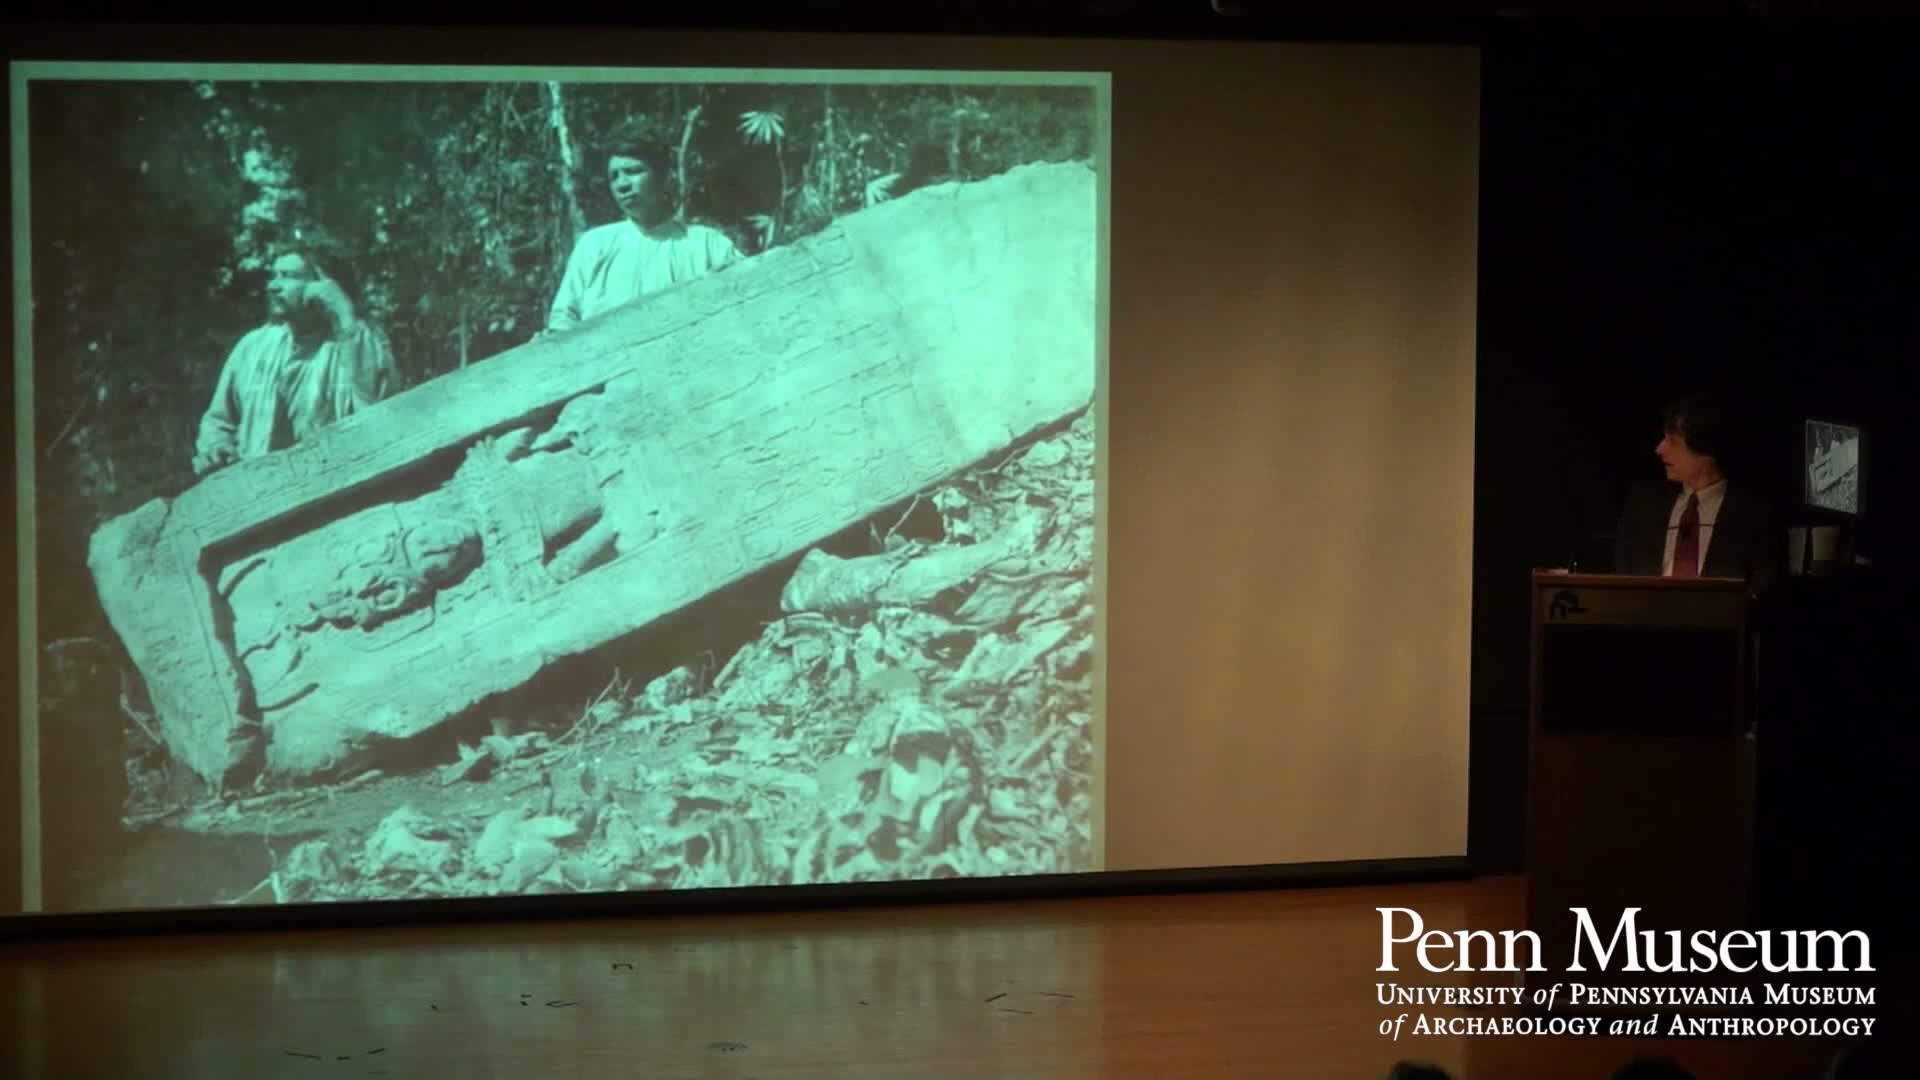 Penn Museum
UNIVERSITY of PENNSYLVANIA MUSEUM
of ARCHAEOLOGY and ANTHROPOLOGY